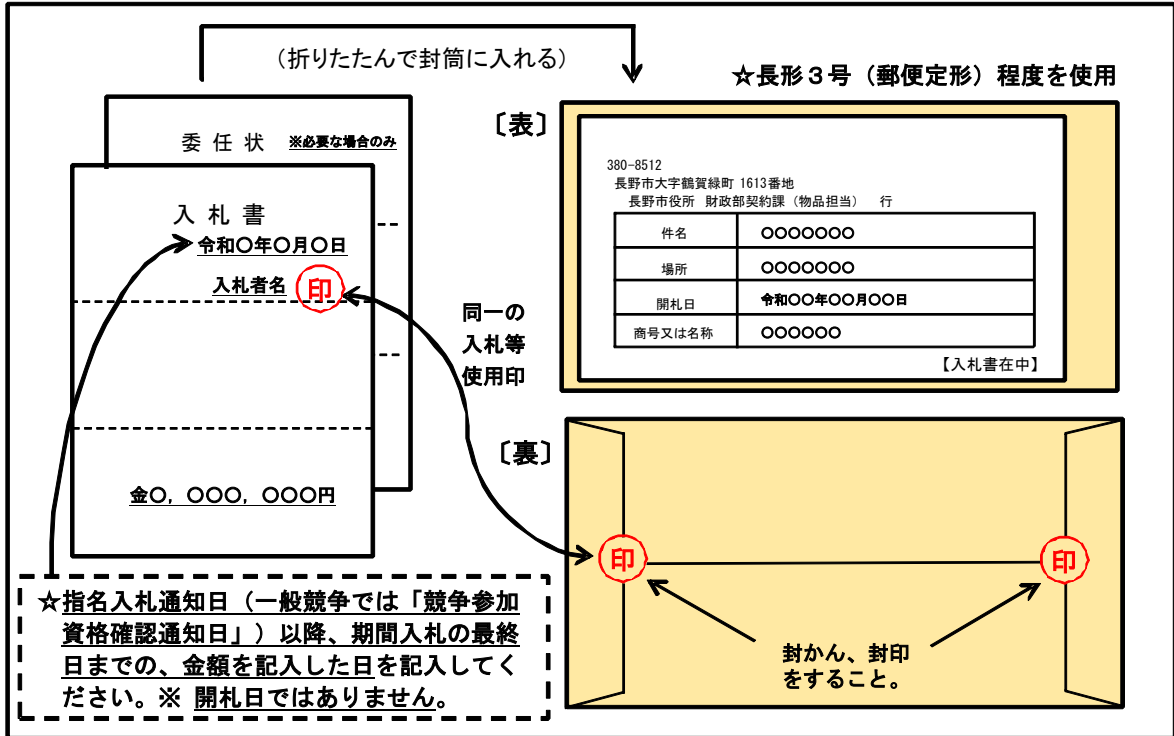 (折りたたんで封筒に入れる)
☆長形３号（郵便定形）程度を使用
委 任 状 ※必要な場合のみ
入 札 書
令和〇年〇月〇日
入札者名 印
金〇，〇〇〇，〇〇〇円
同一の
入札等
使用印
〔表〕
380-8512
長野市大字鶴賀緑町 1613番地
長野市役所 財政部契約課（物品担当） 行
件名 〇〇〇〇〇〇〇
場所 〇〇〇〇〇〇〇
開札日 令和〇〇年〇〇月〇〇日
商号又は名称 〇〇〇〇〇〇
【入札書在中】
〔裏〕
印 印
封かん、封印
をすること。
☆指名入札通知日（一般競争では「競争参加
資格確認通知日」）以降、期間入札の最終
日までの、金額を記入した日を記入してく
ださい。※ 開札日ではありません。